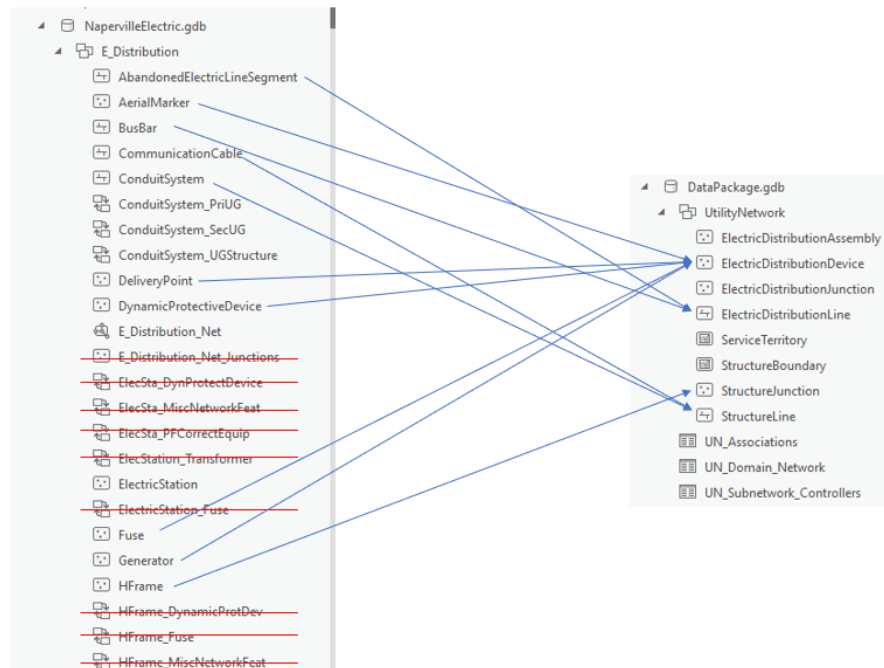 NapervilleElectric.gdb
E_Distribution
AbandonedElectricLineSegment
AerialMarker
BusBar
CommunicationCable
ConduitSystem
ConduitSystem_PriUG
ConduitSystem_SecUG
ConduitSystem_UGStructure
DeliveryPoint
DynamicProtectiveDevice
E_Distribution_Net
E_Distribution_Net_Junctions
ElecSta_DynProtectDevice
ElecSta_MiscNetworkFeat
ElecSta_PFCorrectEquip
ElecStation_Transformer
ElectricStation
ElectricStation_Fuse
Fuse
Generator
HFrame
HFrame_DynamicProtDev
HFrame_Fuse
HFrame_MiscNetworkFeat
DataPackage.gdb
UtilityNetwork
ElectricDistributionAssembly
ElectricDistributionDevice
ElectricDistributionJunction
ElectricDistributionLine
ServiceTerritory
StructureBoundary
StructureJunction
StructureLine
UN_Associations
UN_Domain_Network
UN_Subnetwork_Controllers